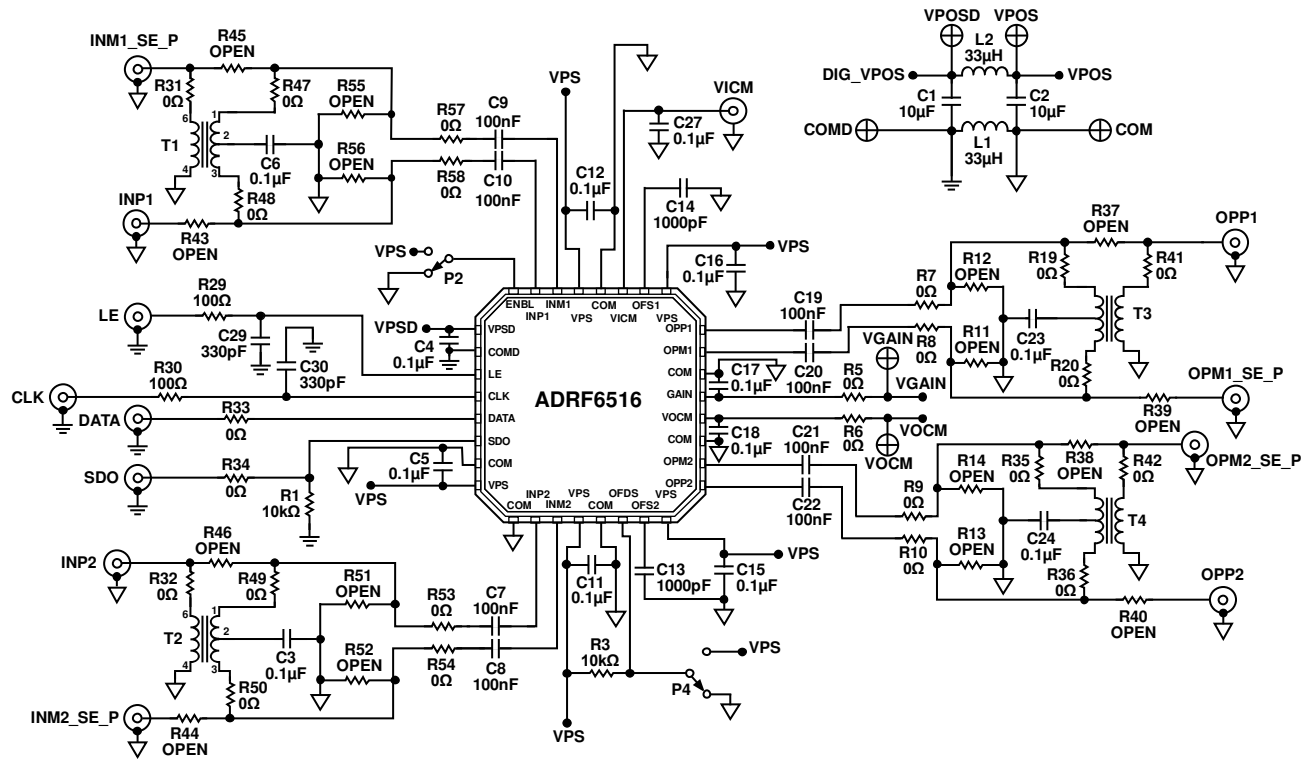 INM1_SE_P
R45
OPEN
R31
0Ω
R47
0Ω
R55
OPEN
6
1
2
4
3
T1
C6
0.1µF
R56
OPEN
R57
0Ω
C9
100nF
R58
0Ω
C10
100nF
R48
0Ω
INP1
R43
OPEN
VPS
C12
0.1µF
VICM
C27
0.1µF
C14
1000pF
VPS
C16
0.1µF
VPOSD
VPOS
L2
33µH
DIG_VPOS
VPOS
C1
10µF
C2
10µF
COMD
COM
L1
33µH
VPS
P2
LE
R29
100Ω
C29
330pF
C30
330pF
CLK
R30
100Ω
DATA
R33
0Ω
SDO
R34
0Ω
R1
10kΩ
VPSD
C4
0.1µF
C5
0.1µF
VPS
ENBL
INP1
INM1
VPS
COM
VICM
OFS1
VPS
VPSD
COMD
LE
CLK
DATA
SDO
COM
VPS
ADRF6516
OPP1
OPM1
COM
GAIN
VOCM
COM
OPM2
OPP2
COM
INP2
INM2
VPS
COM
OFDS
OFS2
VPS
C19
100nF
C20
100nF
R7
0Ω
R8
0Ω
R12
OPEN
R11
OPEN
C23
0.1µF
R19
0Ω
R37
OPEN
R41
0Ω
OPP1
T3
R20
0Ω
R39
OPEN
OPM1_SE_P
C17
0.1µF
R5
0Ω
VGAIN
VGAIN
C18
0.1µF
R6
0Ω
VOCM
VOCM
C21
100nF
C22
100nF
R9
0Ω
R10
0Ω
R14
OPEN
R13
OPEN
C24
0.1µF
R35
0Ω
R38
OPEN
R42
0Ω
OPM2_SE_P
T4
R36
0Ω
R40
OPEN
OPP2
INP2
R46
OPEN
R32
0Ω
R49
0Ω
6
1
2
4
3
T2
C3
0.1µF
R51
OPEN
R52
OPEN
R53
0Ω
C7
100nF
R54
0Ω
C8
100nF
R50
0Ω
INM2_SE_P
R44
OPEN
C11
0.1µF
C13
1000pF
VPS
C15
0.1µF
R3
10kΩ
VPS
P4
VPS